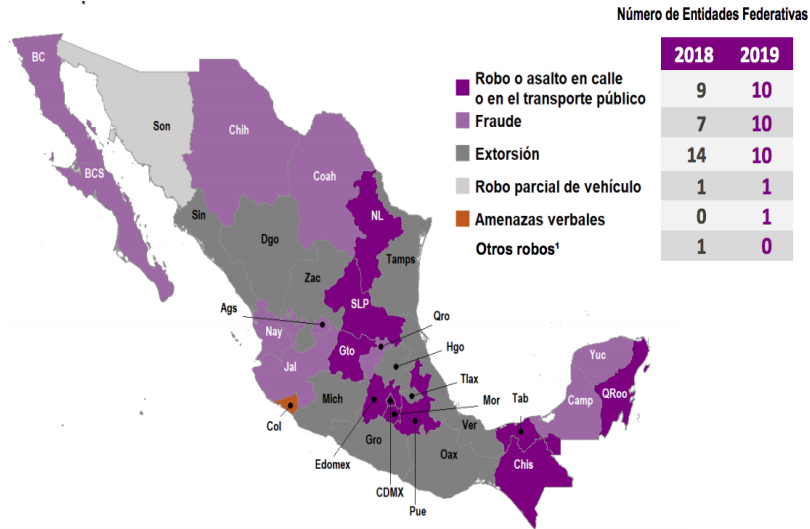 Número de Entidades Federativas
2018 2019
Robo o asalto en calle
o en el transporte público
9 10
Fraude
7 10
Extorsión
14 10
Robo parcial de vehículo
1 1
Amenazas verbales
0 1
Otros robos¹
1 0
BC
Son
Chih
Coah
BCS
NL
Sin
Dgo
Tamps
Zac
SLP
Ags
Qro
Nay
Gto
Hgo
Yuc
Jal
Tlax
Mich
Mor
Tab
Camp
QRoo
Col
Ver
Gro
Oax
Chis
Edomex
CDMX
Pue